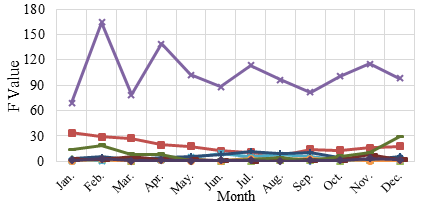 180
150
120
90
60
30
0
F Value
Jan. Feb. Mar. Apr. May. Jun. Jul. Aug. Sep. Oct. Nov. Dec.
Month